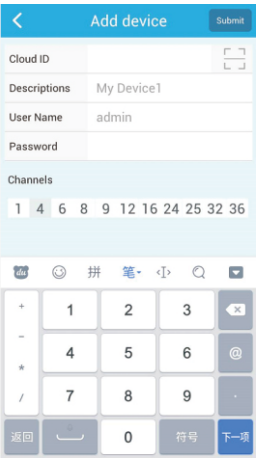 Add device Submit
Cloud ID
Descriptions My Device1
User Name admin
Password
Channels
1 4 6 8 9 12 16 24 25 32 36
du 拼 笔
+ 1 2 3
- 4 5 6 @
*
/ 7 8 9 .
返回 0 符号 下一项